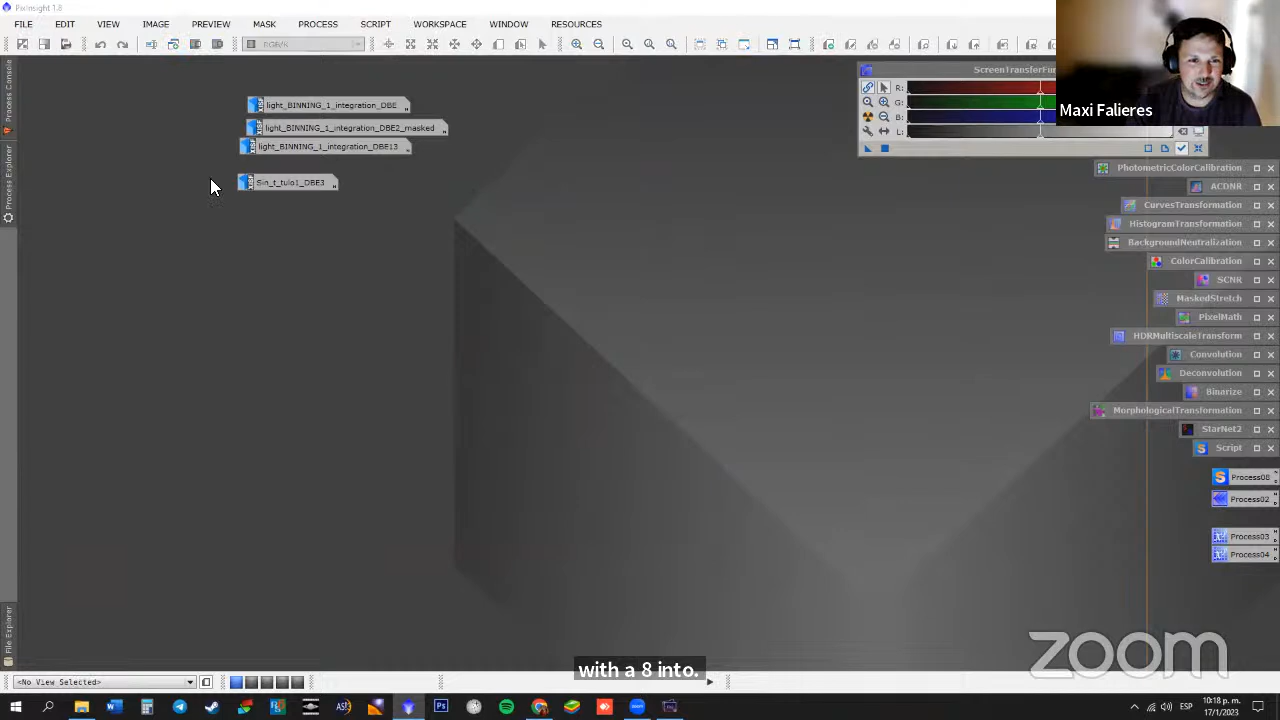 PixInsight 1.8
FILE EDIT VIEW IMAGE PREVIEW MASK PROCESS SCRIPT WORKSPACE WINDOW RESOURCES
RGB/K
Process Console
Process Explorer
File Explorer
light_BINNING_1_integration_DBE
light_BINNING_1_integration_DBE2_masked
light_BINNING_1_integration_DBE13
Sin_t_tulo1_DBE3
ScreenTransferFun
R:
G:
B:
L:
Maxi Falieres
PhotometricColorCalibration
ACDNR
CurvesTransformation
HistogramTransformation
BackgroundNeutralization
ColorCalibration
SCNR
MaskedStretch
PixelMath
HDRMultiscaleTransform
Convolution
Deconvolution
Binarize
MorphologicalTransformation
StarNet2
Script
Process08
Process02
Process03
Process04
zoom
with a 8 into.
<No View Selected>
ESP
10:18 p. m.
17/1/2023